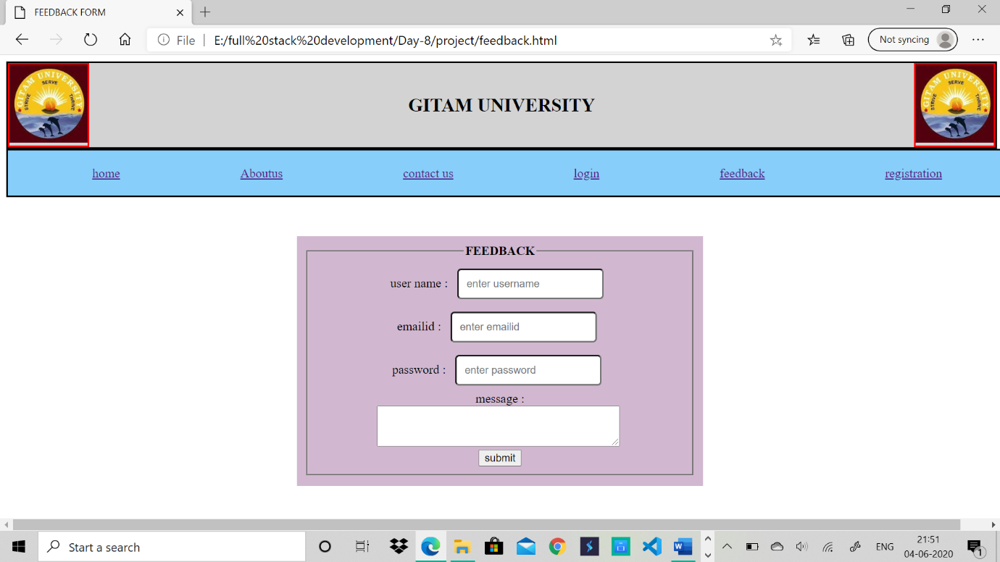 FEEDBACK FORM
Not syncing
File E:/full%20stack%20development/Day-8/project/feedback.html
GITAM UNIVERSITY
STRIVE SERVE THRIVE
GITAM UNIVERSITY
GITAM UNIVERSITY
STRIVE SERVE THRIVE
home Aboutus contact us login feedback registration
FEEDBACK
user name : enter username
emailid : enter emailid
password : enter password
message :
submit
Start a search
ENG
21:51
04-06-2020
1